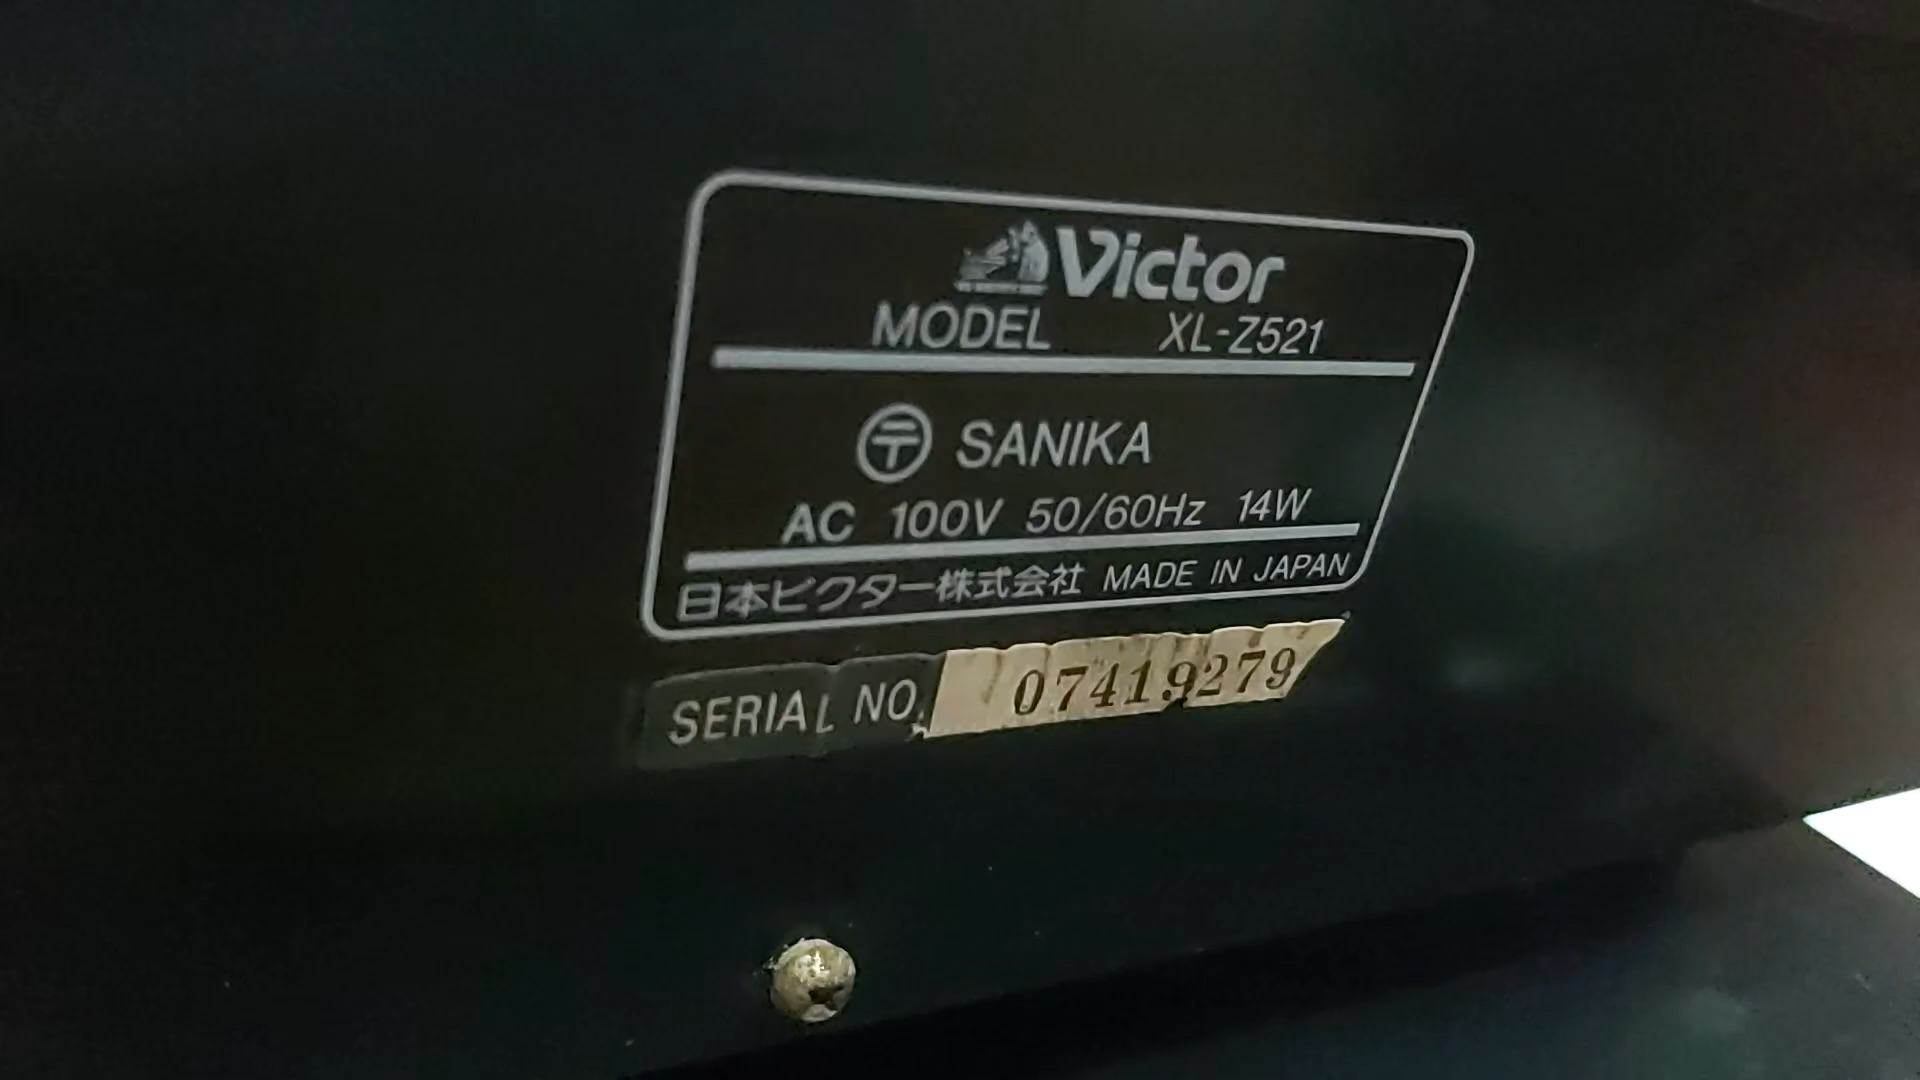 Victor
MODEL XL-Z521
〒 SANIKA
AC 100V 50/60Hz 14W
日本ビクター株式会社 MADE IN JAPAN
SERIAL NO. 07419279